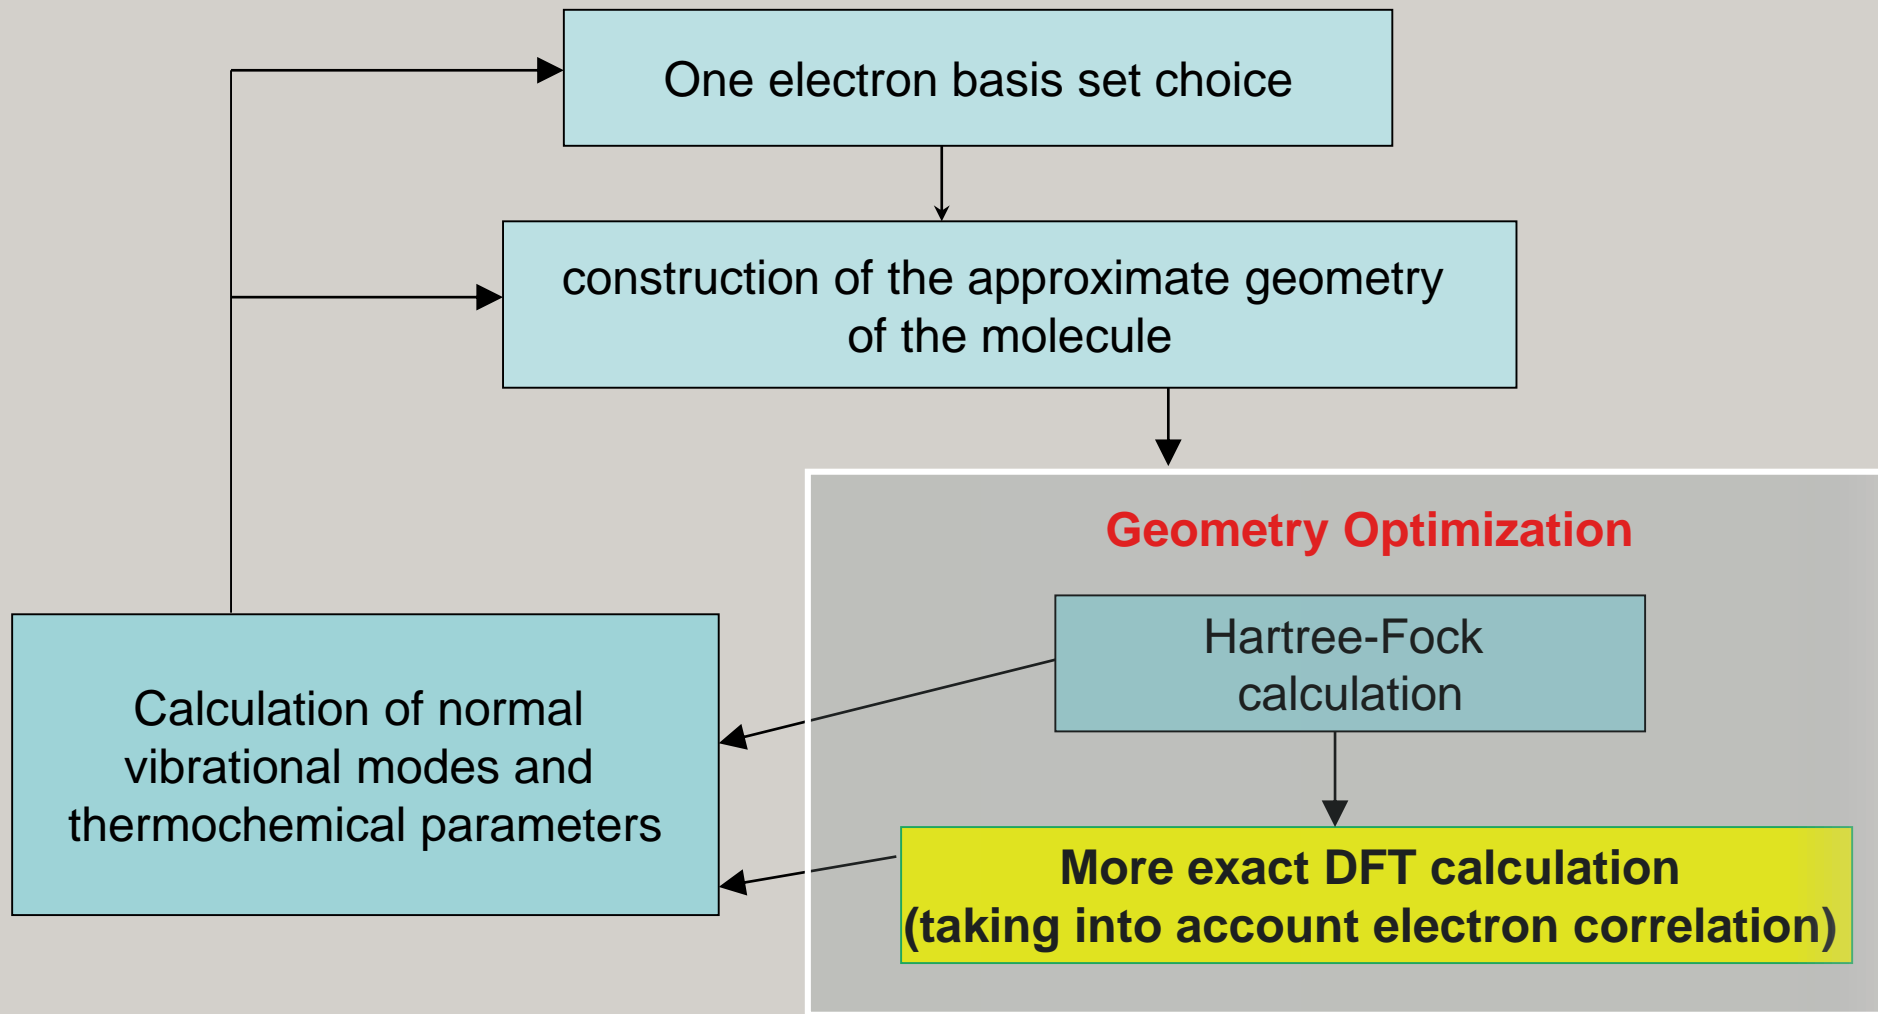 One electron basis set choice
construction of the approximate geometry
of the molecule
Geometry Optimization
Hartree-Fock
calculation
Calculation of normal
vibrational modes and
thermochemical parameters
More exact DFT calculation
(taking into account electron correlation)